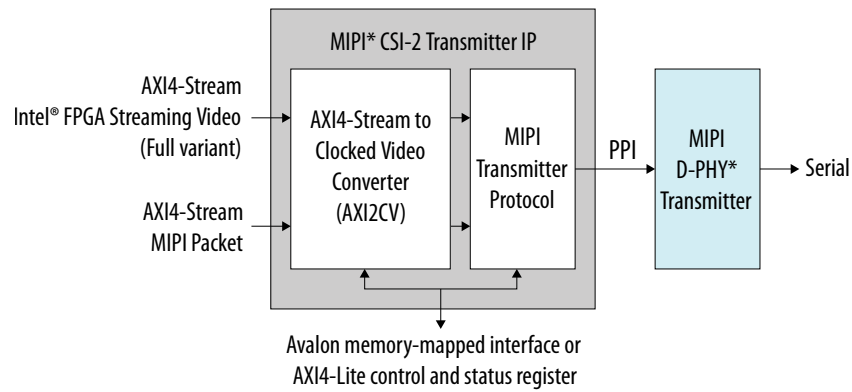 MIPI* CSI-2 Transmitter IP
AXI4-Stream
Intel® FPGA Streaming Video
(Full variant)
AXI4-Stream
MIPI Packet
AXI4-Stream to
Clocked Video
Converter
(AXI2CV)
MIPI
Transmitter
Protocol
PPI
MIPI
D-PHY*
Transmitter
Serial
Avalon memory-mapped interface or
AXI4-Lite control and status register